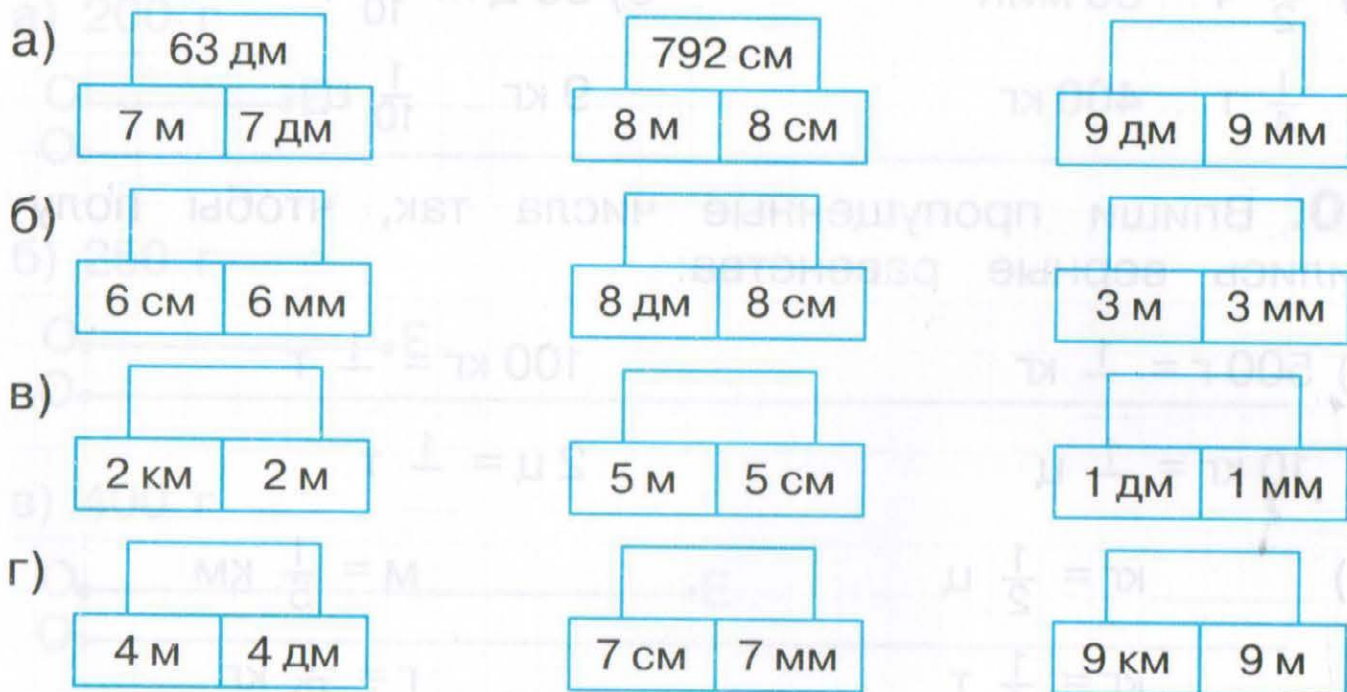 а) 63 дм 792 см
7 м 7 дм 8 м 8 см 9 дм 9 мм
б)
6 см 6 мм 8 дм 8 см 3 м 3 мм
в)
2 км 2 м 5 м 5 см 1 дм 1 мм
г)
4 м 4 дм 7 см 7 мм 9 км 9 м